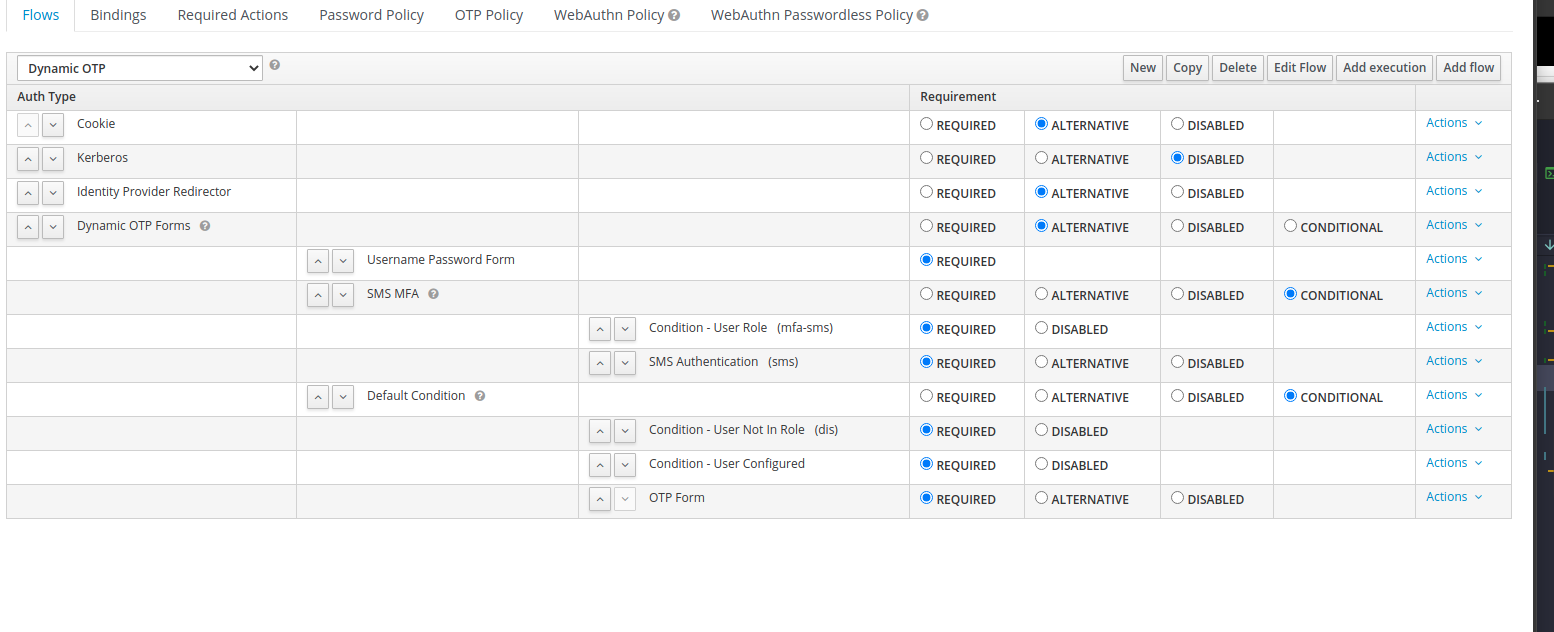 Flows Bindings Required Actions Password Policy OTP Policy WebAuthn Policy ? WebAuthn Passwordless Policy ?
Dynamic OTP ? New Copy Delete Edit Flow Add execution Add flow
Auth Type Requirement
Cookie REQUIRED ALTERNATIVE DISABLED Actions
Kerberos REQUIRED ALTERNATIVE DISABLED Actions
Identity Provider Redirector REQUIRED ALTERNATIVE DISABLED Actions
Dynamic OTP Forms ? REQUIRED ALTERNATIVE DISABLED CONDITIONAL Actions
Username Password Form REQUIRED Actions
SMS MFA ? REQUIRED ALTERNATIVE DISABLED CONDITIONAL Actions
Condition - User Role (mfa-sms) REQUIRED DISABLED Actions
SMS Authentication (sms) REQUIRED ALTERNATIVE DISABLED Actions
Default Condition ? REQUIRED ALTERNATIVE DISABLED CONDITIONAL Actions
Condition - User Not In Role (dis) REQUIRED DISABLED Actions
Condition - User Configured REQUIRED DISABLED Actions
OTP Form REQUIRED ALTERNATIVE DISABLED Actions